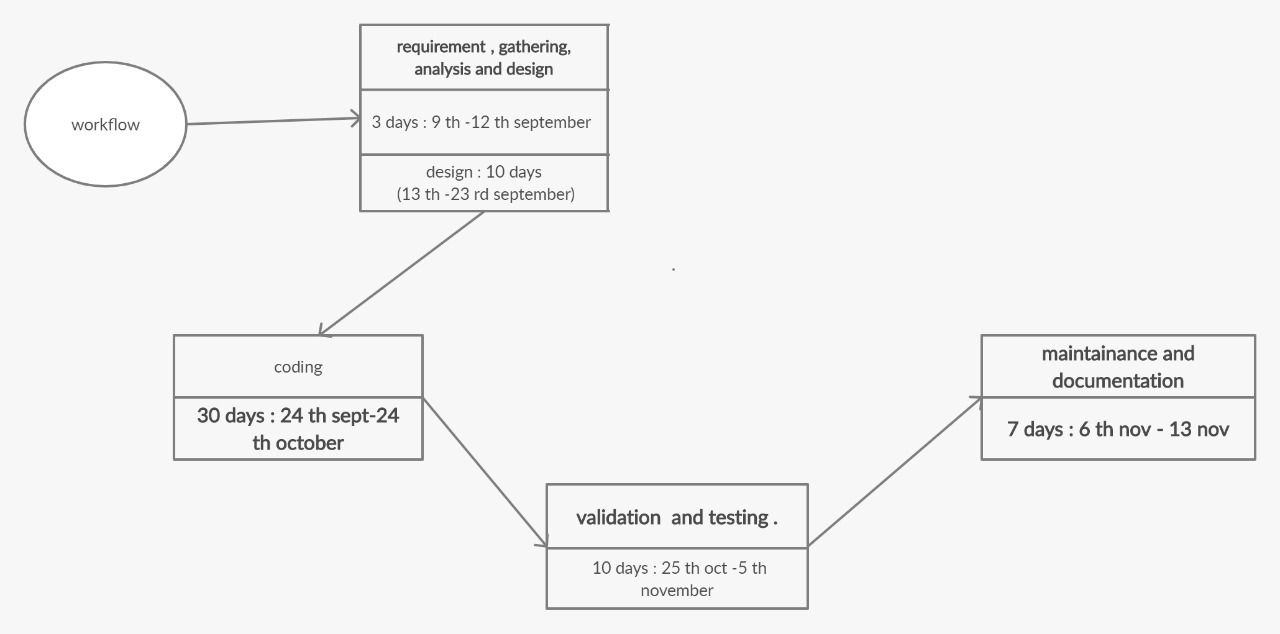 workflow
requirement , gathering,
analysis and design
3 days : 9 th -12 th september
design : 10 days
(13 th -23 rd september)
coding
30 days : 24 th sept-24
th october
validation  and testing .
10 days : 25 th oct -5 th
november
maintainance and
documentation
7 days : 6 th nov - 13 nov